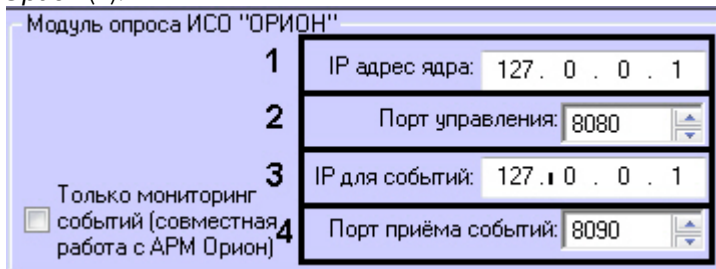 Модуль опроса ИСО "ОРИОН"
1 IP адрес ядра: 127 . 0 . 0 . 1
2 Порт управления: 8080
3 IP для событий: 127 . 0 . 0 . 1
Только мониторинг
событий (совместная
работа с АРМ Орион)
4 Порт приёма событий: 8090